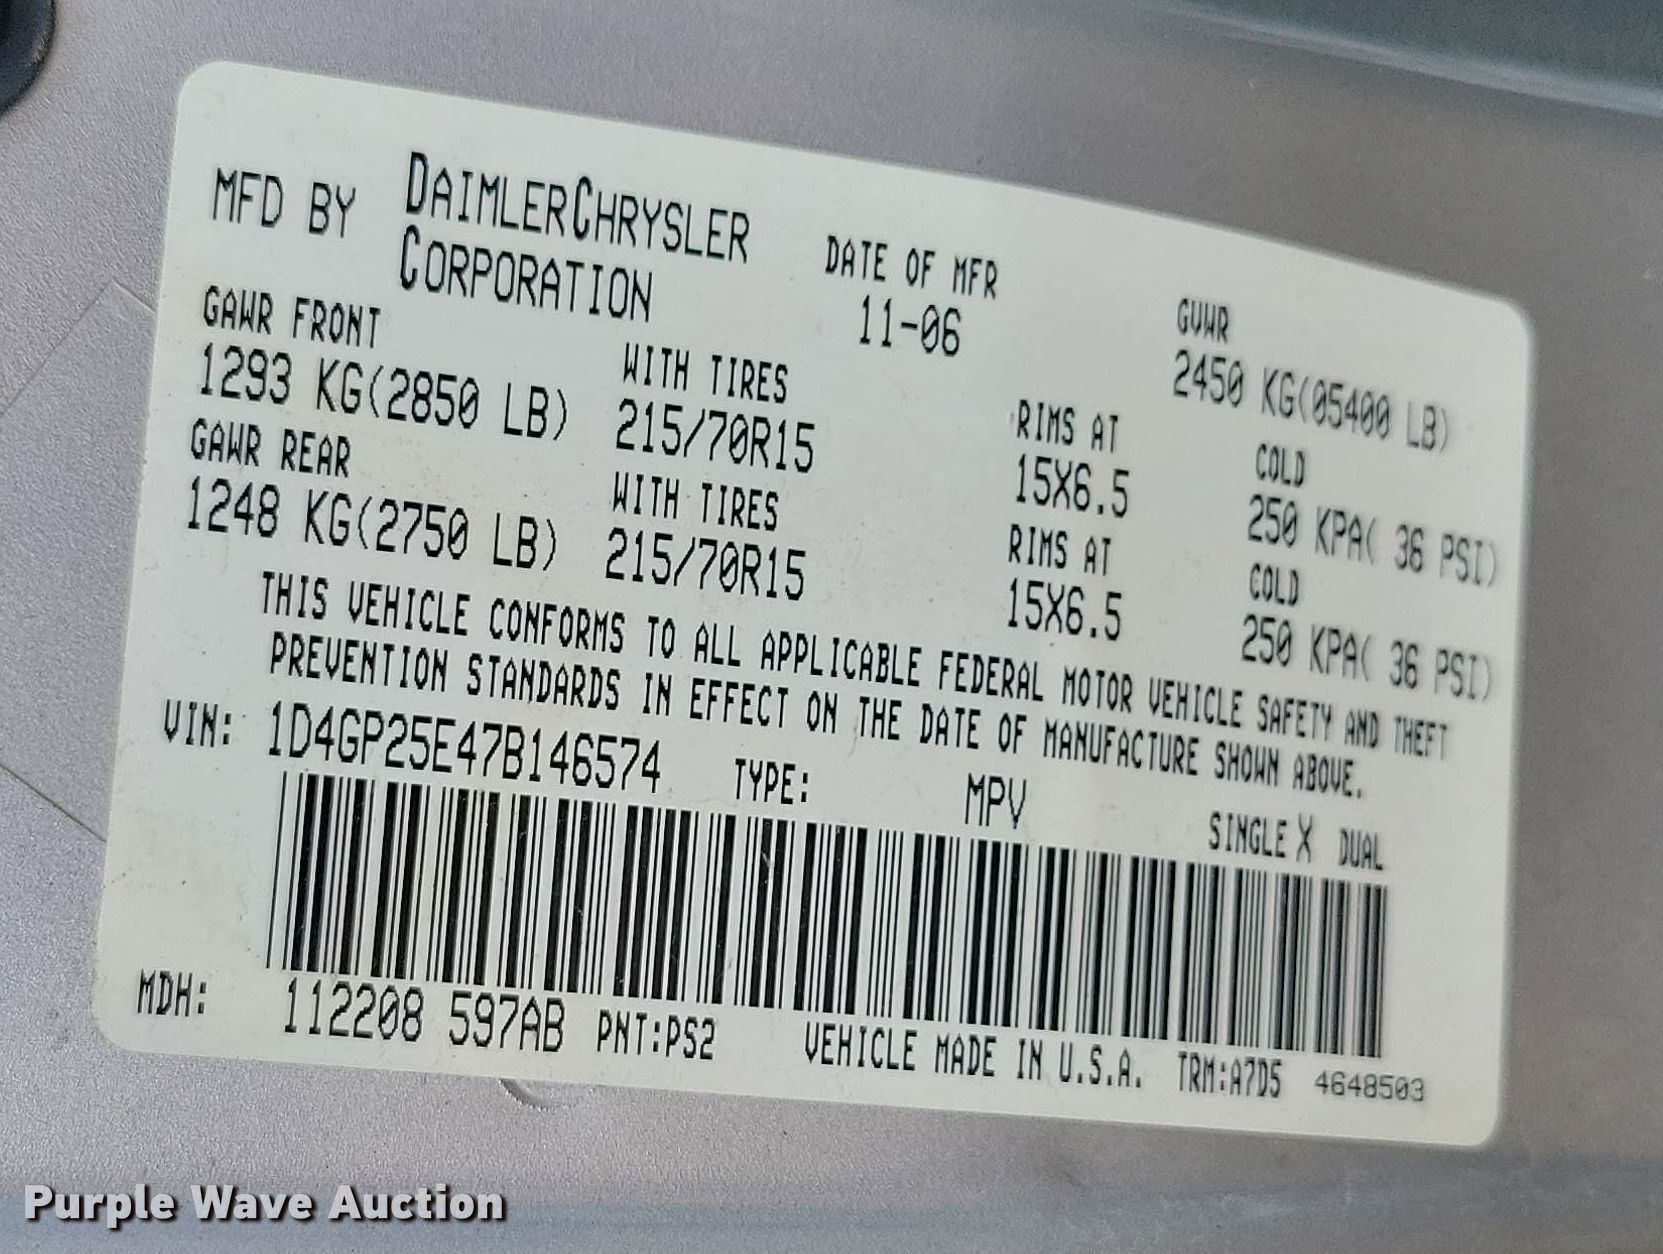 MFD BY DAIMLERCHRYSLER CORPORATION
DATE OF MFR 11-06
GVWR 2450 KG(05400 LB)
GAWR FRONT WITH TIRES RIMS AT COLD
1293 KG(2850 LB) 215/70R15 15X6.5 250 KPA( 36 PSI)
GAWR REAR WITH TIRES RIMS AT COLD
1248 KG(2750 LB) 215/70R15 15X6.5 250 KPA( 36 PSI)
THIS VEHICLE CONFORMS TO ALL APPLICABLE FEDERAL MOTOR VEHICLE SAFETY AND THEFT
PREVENTION STANDARDS IN EFFECT ON THE DATE OF MANUFACTURE SHOWN ABOVE.
VIN: 1D4GP25E47B146574 TYPE: MPV SINGLE X DUAL
MDH: 112208 597AB PNT:PS2 VEHICLE MADE IN U.S.A. TRM:A7D5 4648503
Purple Wave Auction